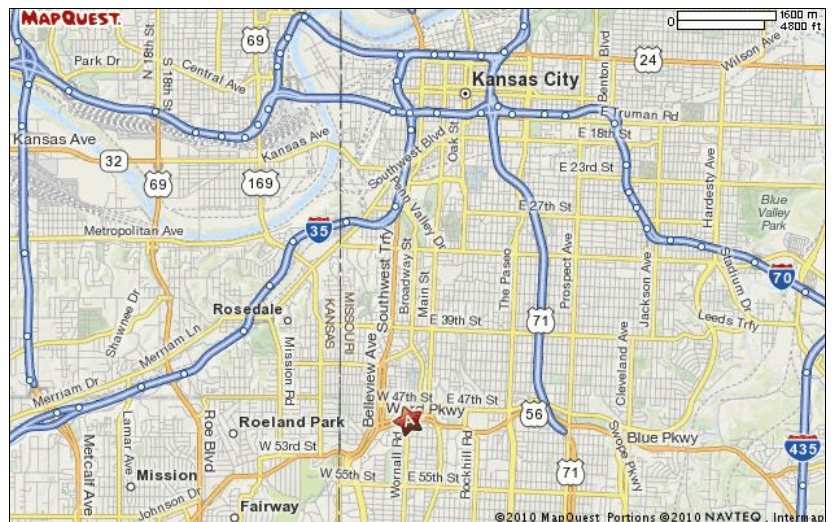 MAPQUEST.
0 1600 m
4800 ft
69
Park Dr
N 18th St
S 18th St
Central Ave
Kansas City
24
Benton Blvd
Wilson Ave
E Truman Rd
Kansas Ave
Kansas Ave
E 18th St
32
69
169
Southwest Blvd
Oak St
E 23rd St
Hardesty Ave
Penn Valley Dr
E 27th St
Blue
Valley
Park
Metropolitan Ave
35
Southwest Trfy
Broadway St
Main St
The Paseo
Prospect Ave
Jackson Ave
Stadium Dr
70
Shawnee Dr
Rosedale
KANSAS
MISSOURI
E 39th St
71
Leeds Trfy
Merriam Ln
Mission Rd
Belleview Ave
Cleveland Ave
Merriam Dr
W 47th St
E 47th St
Pkwy
A
56
Roeland Park
Roe Blvd
Lamar Ave
Metcalf Ave
W 53rd St
Blue Pkwy
435
Wornall Rd
Rockhill Rd
Swope Pkwy
Mission
W 55th St
E 55th St
71
Johnson Dr
Fairway
©2010 MapQuest Portions ©2010 NAVTEQ, Intermap